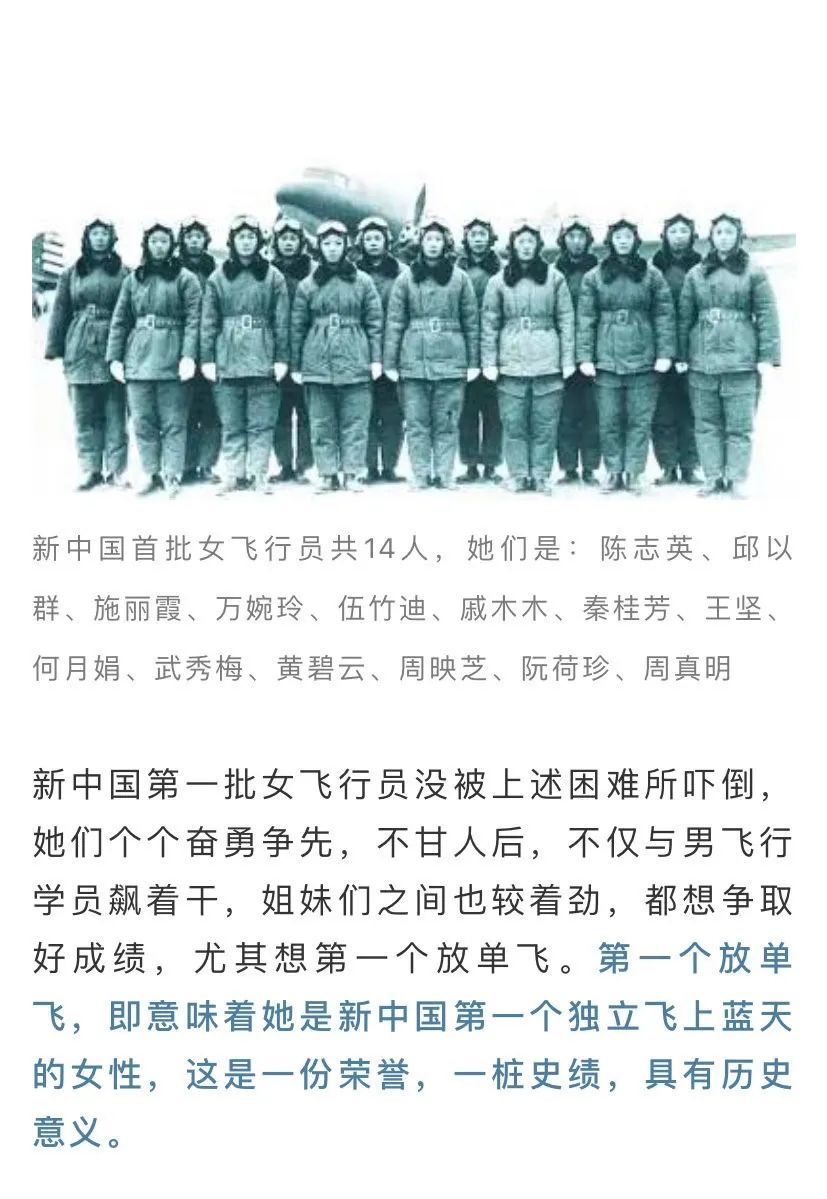 新中国首批女飞行员共14人，她们是：陈志英、邱以
群、施丽霞、万婉玲、伍竹迪、戚木木、秦桂芳、王坚、
何月娟、武秀梅、黄碧云、周映芝、阮荷珍、周真明
新中国第一批女飞行员没被上述困难所吓倒，
她们个个奋勇争先，不甘人后，不仅与男飞行
学员飙着干，姐妹们之间也较着劲，都想争取
好成绩，尤其想第一个放单飞。第一个放单
飞，即意味着她是新中国第一个独立飞上蓝天
的女性，这是一份荣誉，一桩史绩，具有历史
意义。